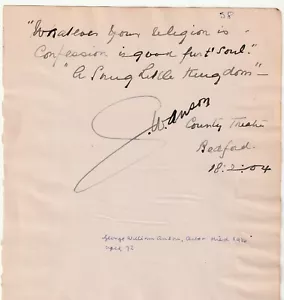 58
"Whatever your religion is
Confession is good for t' Soul."
"A Snug Little Kingdom" —
G. W. Anson
County Theatre
Bedford.
18:2:04
George William Anson, actor died 1920
aged 72